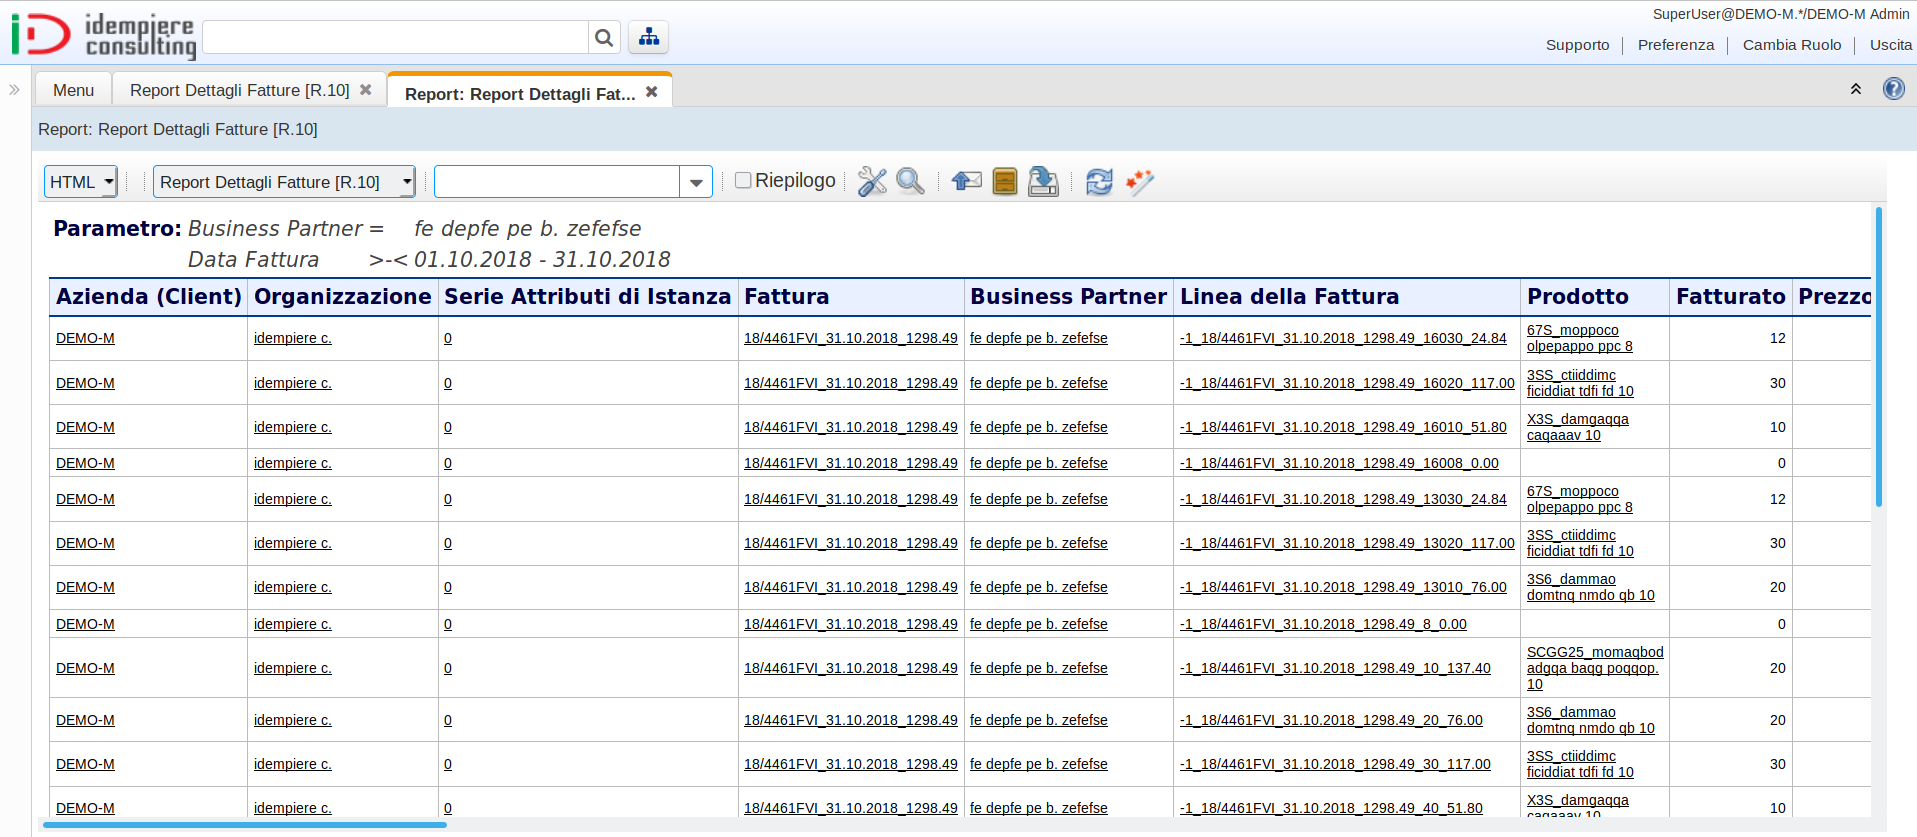 idempiere
consulting
SuperUser@DEMO-M.*/DEMO-M Admin
Supporto Preferenza Cambia Ruolo Uscita
Menu Report Dettagli Fatture [R.10] Report: Report Dettagli Fat...
Report: Report Dettagli Fatture [R.10]
HTML Report Dettagli Fatture [R.10] Riepilogo
Parametro: Business Partner = fe depfe pe b. zefefse
Data Fattura >-< 01.10.2018 - 31.10.2018
Azienda (Client) Organizzazione Serie Attributi di Istanza Fattura Business Partner Linea della Fattura Prodotto Fatturato Prezzo
DEMO-M idempiere c. 0 18/4461FVI_31.10.2018_1298.49 fe depfe pe b. zefefse -1_18/4461FVI_31.10.2018_1298.49_16030_24.84 67S_moppoco
olpepappo ppc 8 12
DEMO-M idempiere c. 0 18/4461FVI_31.10.2018_1298.49 fe depfe pe b. zefefse -1_18/4461FVI_31.10.2018_1298.49_16020_117.00 3SS_ctiiddimc
ficiddiat tdfi fd 10 30
DEMO-M idempiere c. 0 18/4461FVI_31.10.2018_1298.49 fe depfe pe b. zefefse -1_18/4461FVI_31.10.2018_1298.49_16010_51.80 X3S_damgaqqa
caqaaav 10 10
DEMO-M idempiere c. 0 18/4461FVI_31.10.2018_1298.49 fe depfe pe b. zefefse -1_18/4461FVI_31.10.2018_1298.49_16008_0.00 0
DEMO-M idempiere c. 0 18/4461FVI_31.10.2018_1298.49 fe depfe pe b. zefefse -1_18/4461FVI_31.10.2018_1298.49_13030_24.84 67S_moppoco
olpepappo ppc 8 12
DEMO-M idempiere c. 0 18/4461FVI_31.10.2018_1298.49 fe depfe pe b. zefefse -1_18/4461FVI_31.10.2018_1298.49_13020_117.00 3SS_ctiiddimc
ficiddiat tdfi fd 10 30
DEMO-M idempiere c. 0 18/4461FVI_31.10.2018_1298.49 fe depfe pe b. zefefse -1_18/4461FVI_31.10.2018_1298.49_13010_76.00 3S6_dammao
domtnq nmdo qb 10 20
DEMO-M idempiere c. 0 18/4461FVI_31.10.2018_1298.49 fe depfe pe b. zefefse -1_18/4461FVI_31.10.2018_1298.49_8_0.00 0
DEMO-M idempiere c. 0 18/4461FVI_31.10.2018_1298.49 fe depfe pe b. zefefse -1_18/4461FVI_31.10.2018_1298.49_10_137.40 SCGG25_momaqbod
adgqa baqg poqqop.
10 20
DEMO-M idempiere c. 0 18/4461FVI_31.10.2018_1298.49 fe depfe pe b. zefefse -1_18/4461FVI_31.10.2018_1298.49_20_76.00 3S6_dammao
domtnq nmdo qb 10 20
DEMO-M idempiere c. 0 18/4461FVI_31.10.2018_1298.49 fe depfe pe b. zefefse -1_18/4461FVI_31.10.2018_1298.49_30_117.00 3SS_ctiiddimc
ficiddiat tdfi fd 10 30
DEMO-M idempiere c. 0 18/4461FVI_31.10.2018_1298.49 fe depfe pe b. zefefse -1_18/4461FVI_31.10.2018_1298.49_40_51.80 X3S_damgaqqa
caqaaav 10 10